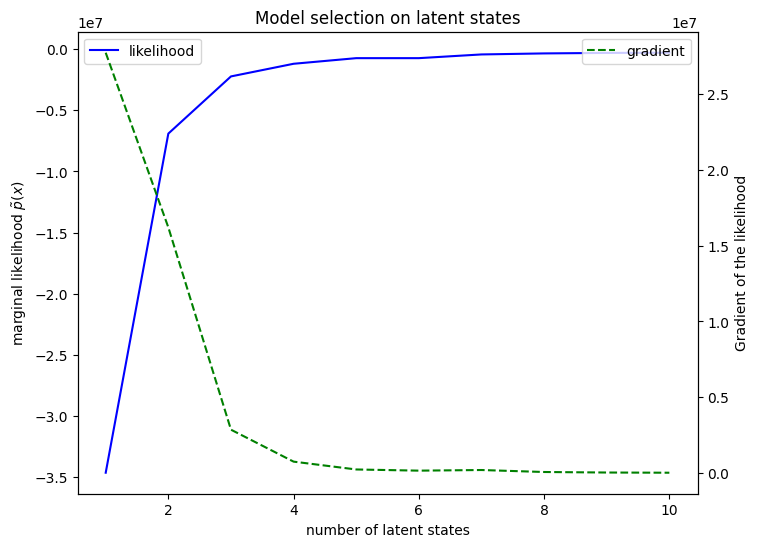 Model selection on latent states
1e7
1e7
likelihood
gradient
0.0
−0.5
−1.0
−1.5
−2.0
−2.5
−3.0
−3.5
marginal likelihood p̃(x)
2.5
2.0
1.5
1.0
0.5
0.0
Gradient of the likelihood
2 4 6 8 10
number of latent states